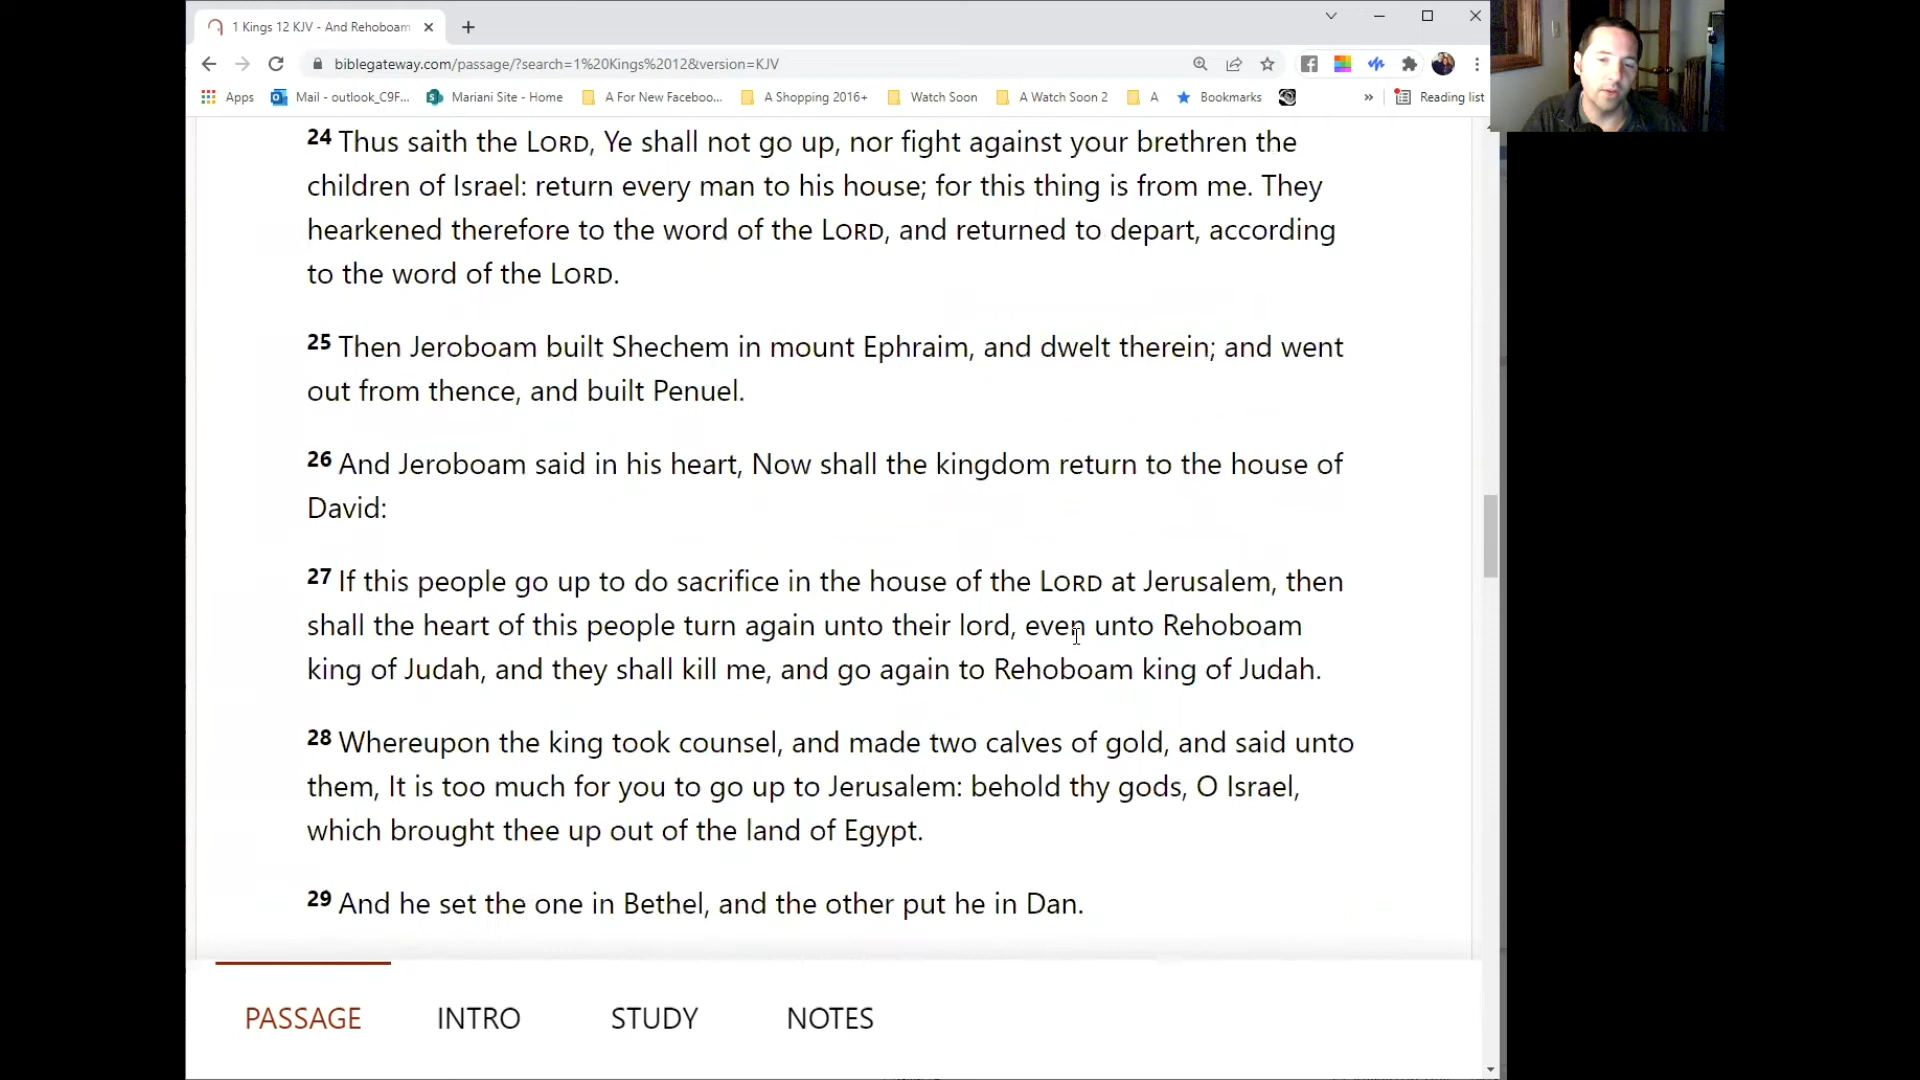 1 Kings 12 KJV - And Rehoboam
biblegateway.com/passage/?search=1%20Kings%2012&version=KJV
Apps Mail - outlook_C9F... Mariani Site - Home A For New Faceboo... A Shopping 2016+ Watch Soon A Watch Soon 2 A Bookmarks » Reading list
24 Thus saith the LORD, Ye shall not go up, nor fight against your brethren the
children of Israel: return every man to his house; for this thing is from me. They
hearkened therefore to the word of the LORD, and returned to depart, according
to the word of the LORD.
25 Then Jeroboam built Shechem in mount Ephraim, and dwelt therein; and went
out from thence, and built Penuel.
26 And Jeroboam said in his heart, Now shall the kingdom return to the house of
David:
27 If this people go up to do sacrifice in the house of the LORD at Jerusalem, then
shall the heart of this people turn again unto their lord, even unto Rehoboam
king of Judah, and they shall kill me, and go again to Rehoboam king of Judah.
28 Whereupon the king took counsel, and made two calves of gold, and said unto
them, It is too much for you to go up to Jerusalem: behold thy gods, O Israel,
which brought thee up out of the land of Egypt.
29 And he set the one in Bethel, and the other put he in Dan.
PASSAGE INTRO STUDY NOTES